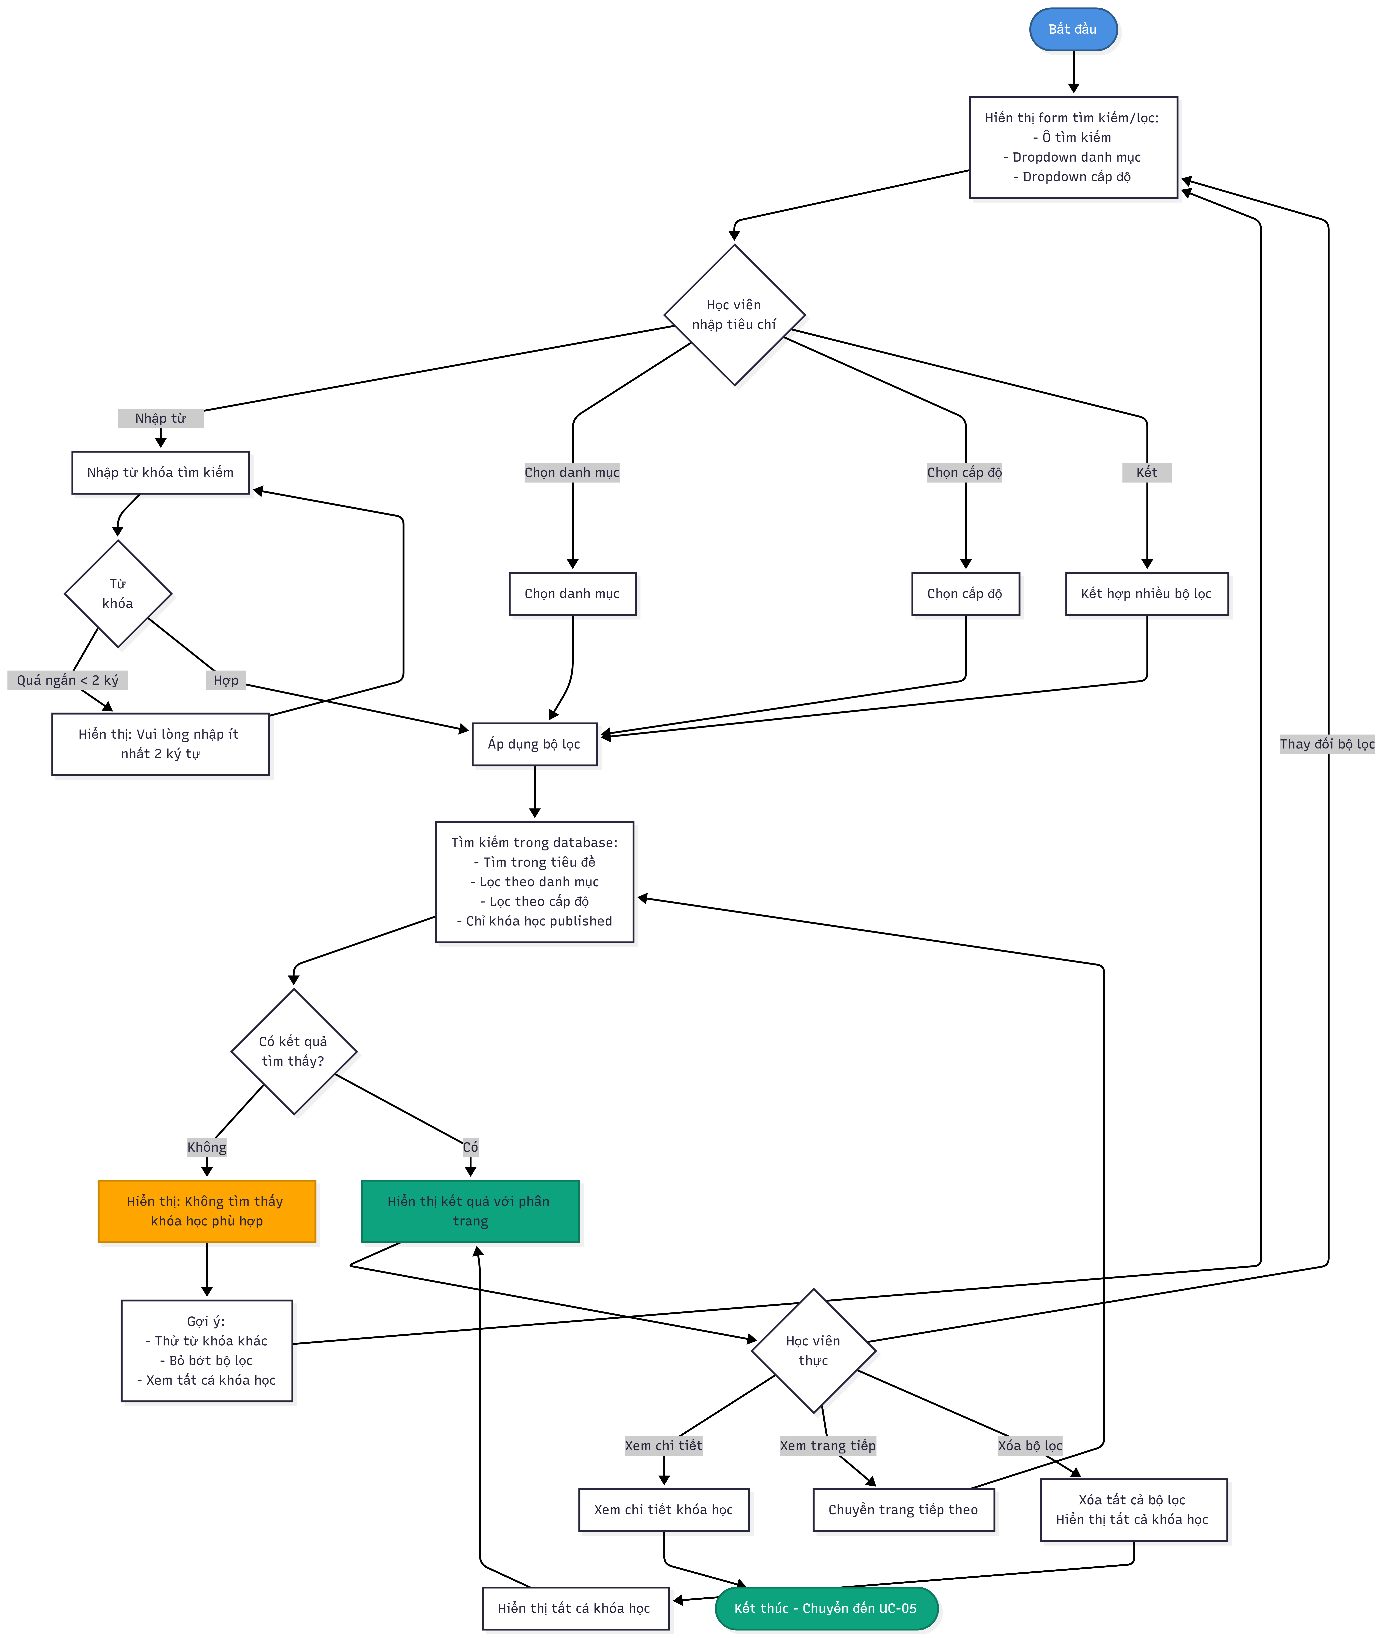 Bắt đầu
Hiển thị form tìm kiếm/lọc:
- Ô tìm kiếm
- Dropdown danh mục
- Dropdown cấp độ
Học viên
nhập tiêu chí
Nhập từ
Nhập từ khóa tìm kiếm
Chọn danh mục
Chọn cấp độ
Kết
Từ
khóa
Chọn danh mục
Chọn cấp độ
Kết hợp nhiều bộ lọc
Quá ngắn < 2 ký
Hợp
Hiển thị: Vui lòng nhập ít
nhất 2 ký tự
Áp dụng bộ lọc
Thay đổi bộ lọc
Tìm kiếm trong database:
- Tìm trong tiêu đề
- Lọc theo danh mục
- Lọc theo cấp độ
- Chỉ khóa học published
Có kết quả
tìm thấy?
Không
Có
Hiển thị: Không tìm thấy
khóa học phù hợp
Hiển thị kết quả với phân
trang
Gợi ý:
- Thử từ khóa khác
- Bỏ bớt bộ lọc
- Xem tất cả khóa học
Học viên
thực
Xem chi tiết
Xem trang tiếp
Xóa bộ lọc
Xem chi tiết khóa học
Chuyển trang tiếp theo
Xóa tất cả bộ lọc
Hiển thị tất cả khóa học
Hiển thị tất cả khóa học
Kết thúc - Chuyển đến UC-05